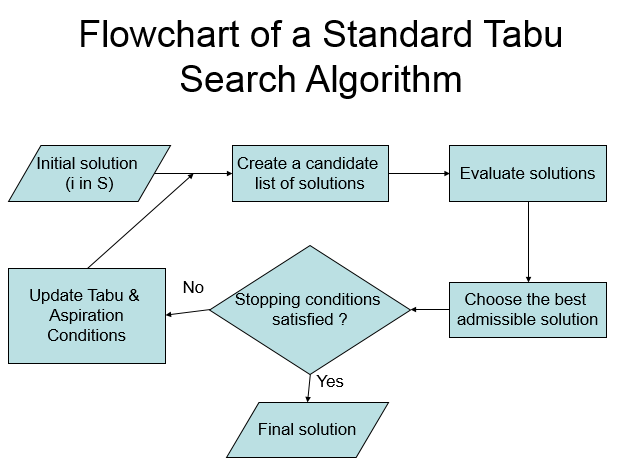 Flowchart of a Standard Tabu
Search Algorithm
Initial solution
(i in S)
Create a candidate
list of solutions
Evaluate solutions
Update Tabu &
Aspiration
Conditions
No
Stopping conditions
satisfied ?
Choose the best
admissible solution
Yes
Final solution